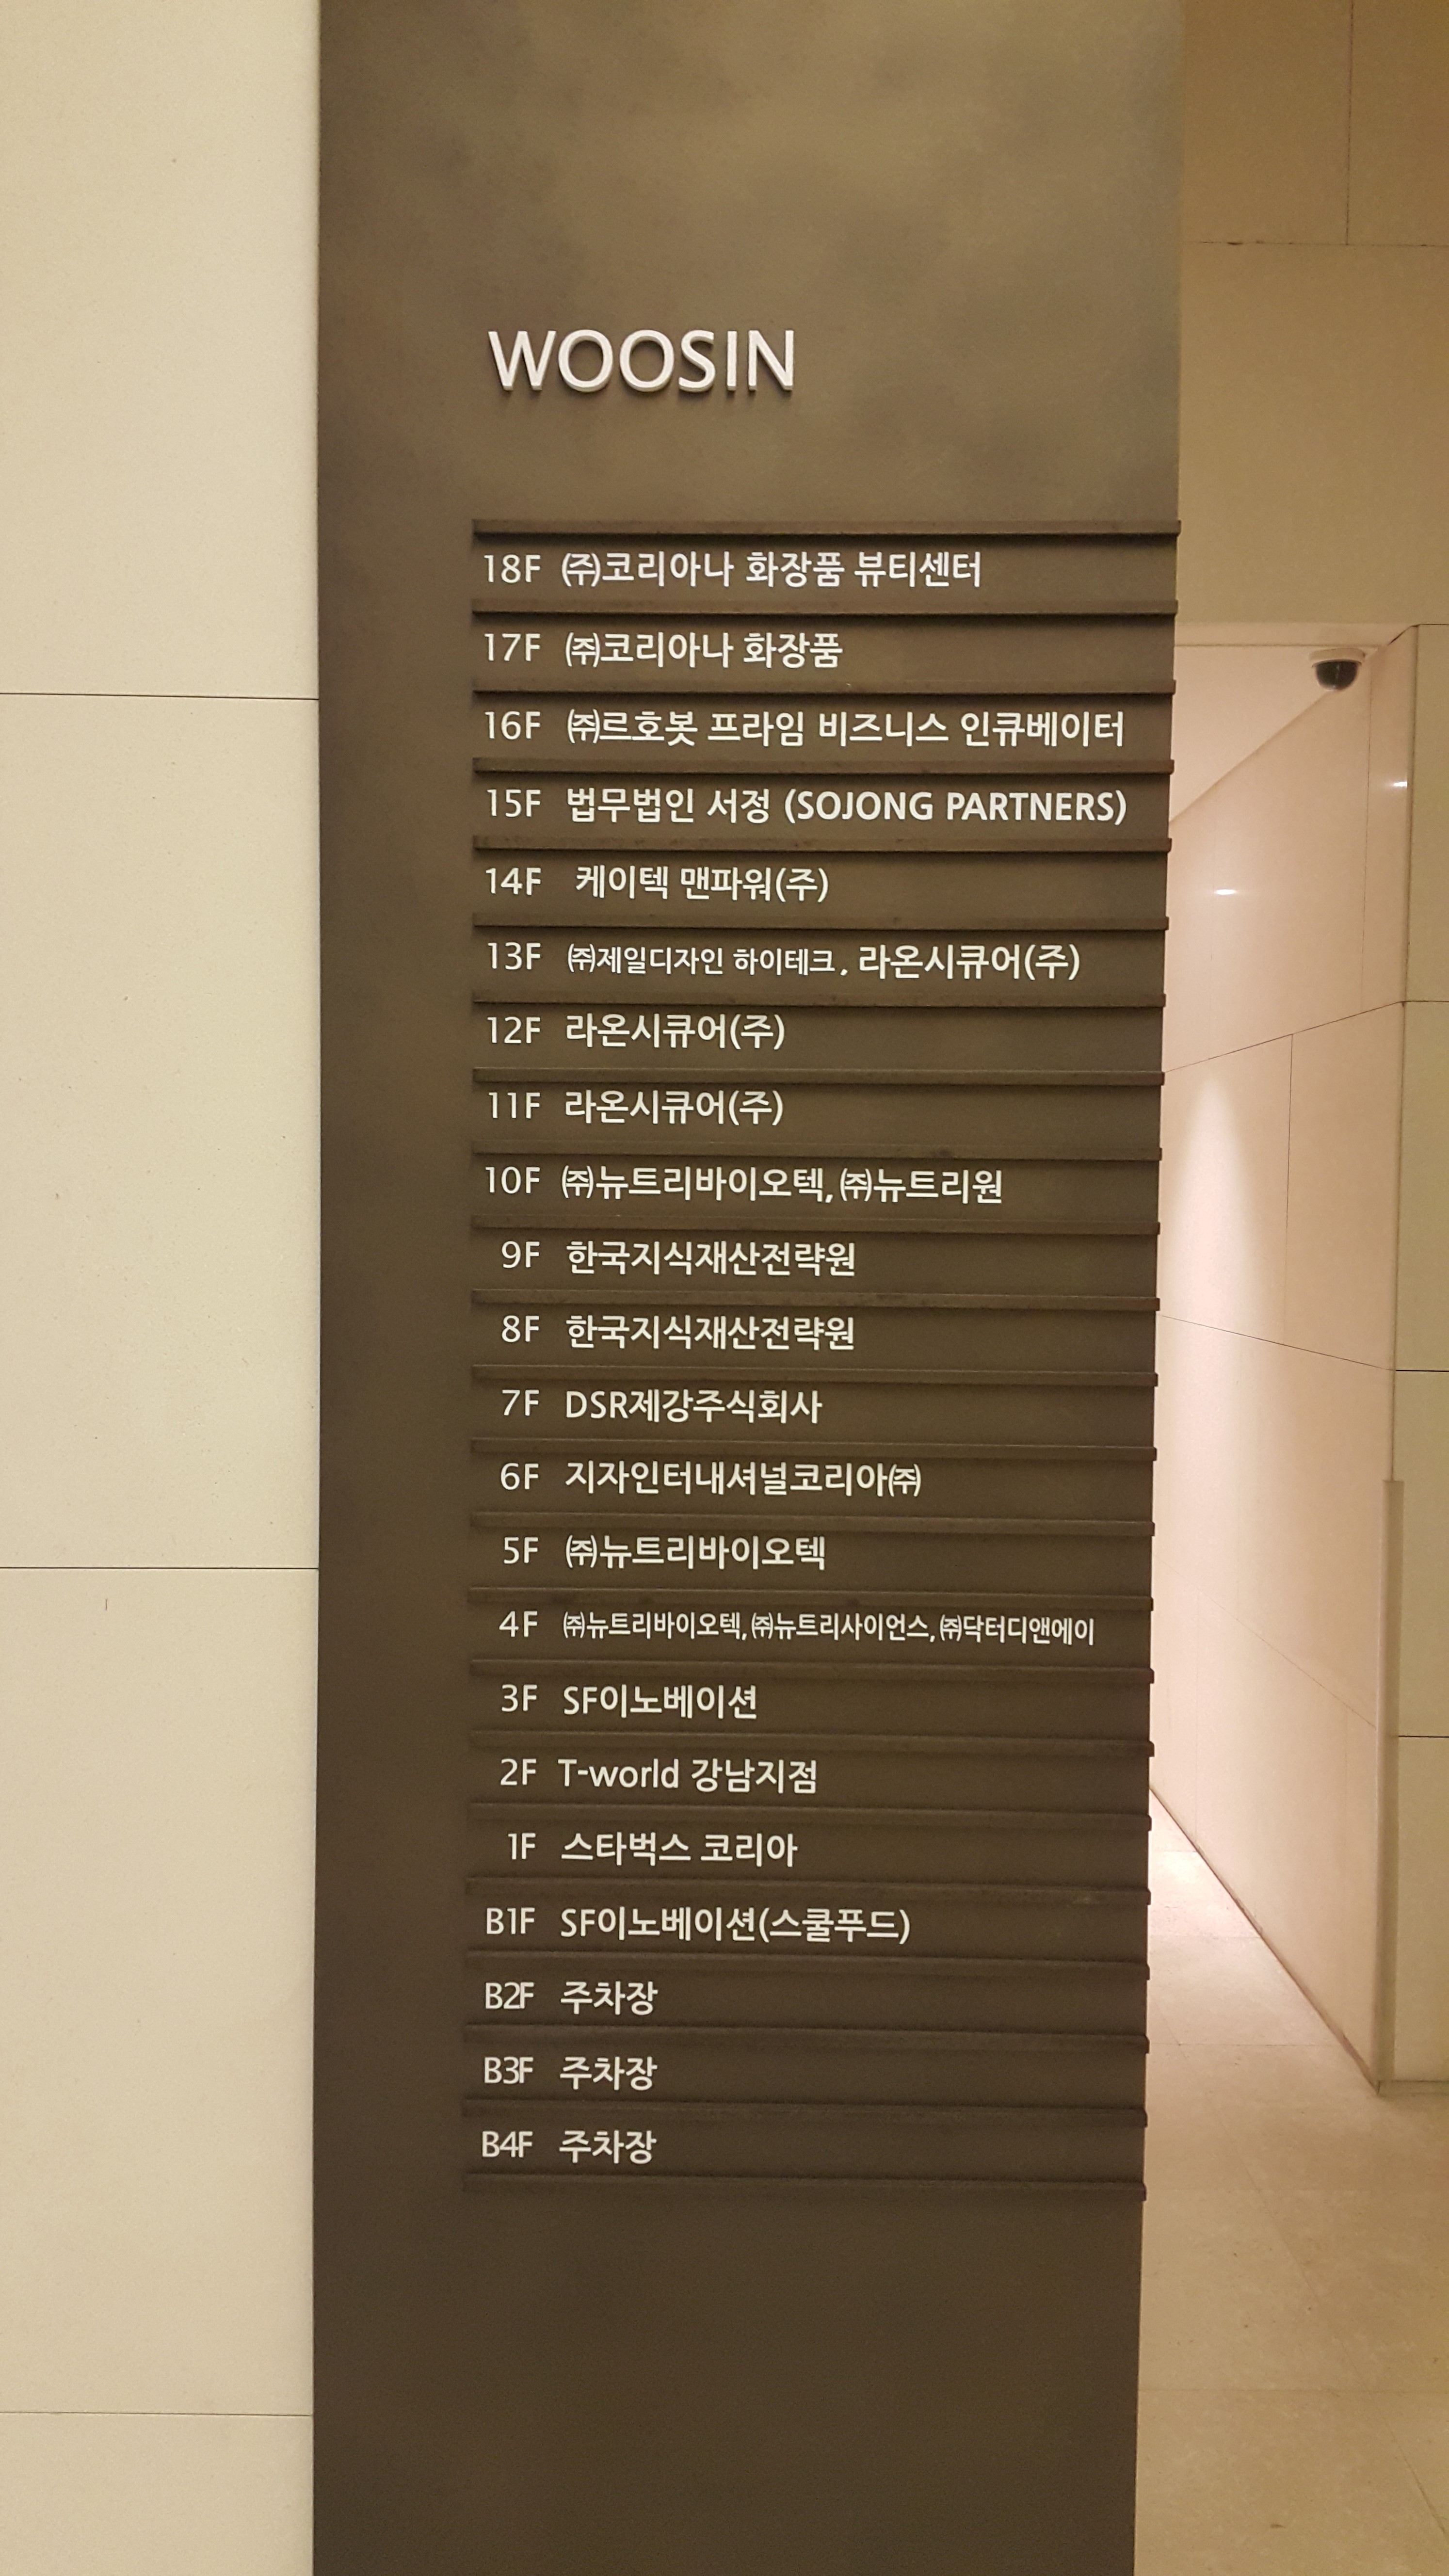 WOOSIN
18F ㈜코리아나 화장품 뷰티센터
17F ㈜코리아나 화장품
16F ㈜르호봇 프라임 비즈니스 인큐베이터
15F 법무법인 서정 (SOJONG PARTNERS)
14F 케이텍 맨파워(주)
13F ㈜제일디자인 하이테크, 라온시큐어(주)
12F 라온시큐어(주)
11F 라온시큐어(주)
10F ㈜뉴트리바이오텍, ㈜뉴트리원
9F 한국지식재산전략원
8F 한국지식재산전략원
7F DSR제강주식회사
6F 지자인터내셔널코리아㈜
5F ㈜뉴트리바이오텍
4F ㈜뉴트리바이오텍, ㈜뉴트리사이언스, ㈜닥터디앤에이
3F SF이노베이션
2F T-world 강남지점
1F 스타벅스 코리아
B1F SF이노베이션(스쿨푸드)
B2F 주차장
B3F 주차장
B4F 주차장